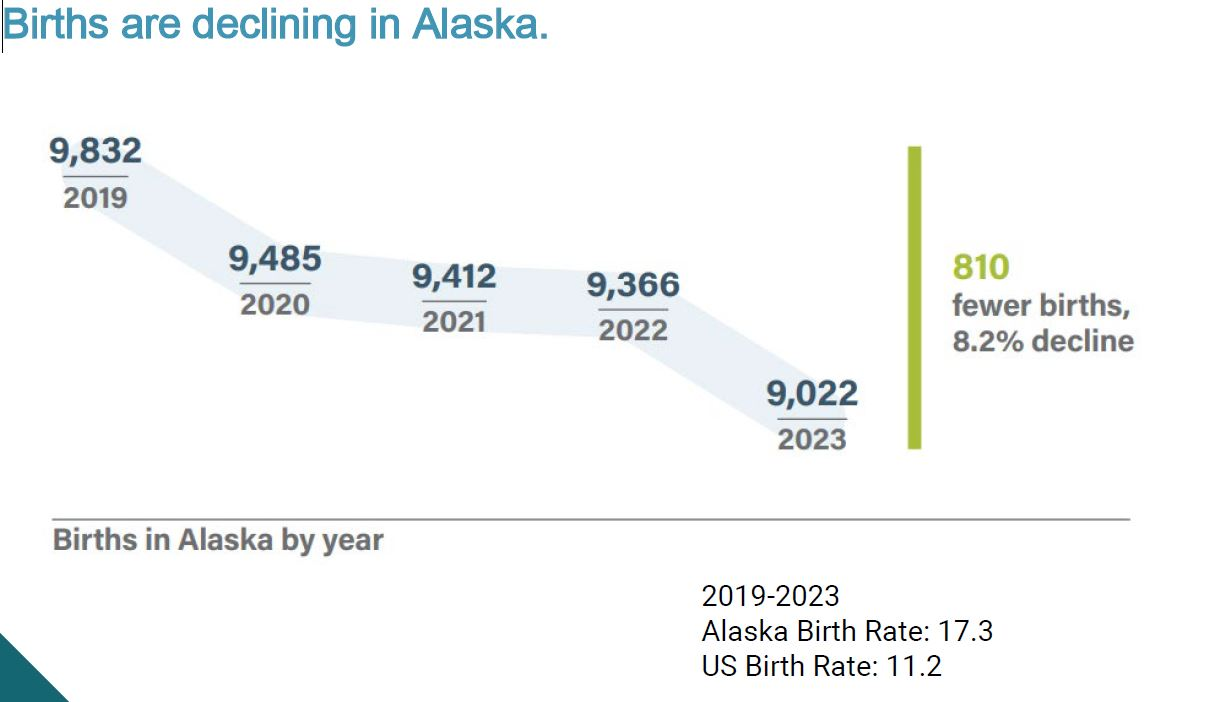 Births are declining in Alaska.
9,832
2019
9,485
2020
9,412
2021
9,366
2022
9,022
2023
810
fewer births,
8.2% decline
Births in Alaska by year
2019-2023
Alaska Birth Rate: 17.3
US Birth Rate: 11.2